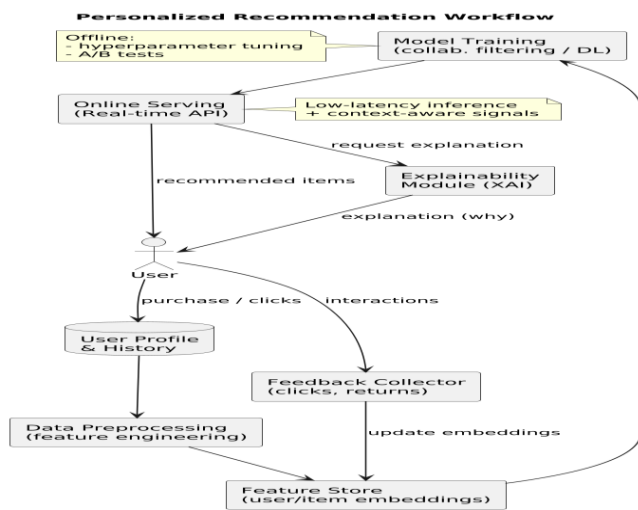 Personalized Recommendation Workflow
Offline:
- hyperparameter tuning
- A/B tests
Model Training
(collab. filtering / DL)
Online Serving
(Real-time API)
Low-latency inference
+ context-aware signals
request explanation
Explainability
Module (XAI)
recommended items
explanation (why)
User
purchase / clicks
interactions
User Profile
& History
Feedback Collector
(clicks, returns)
Data Preprocessing
(feature engineering)
update embeddings
Feature Store
(user/item embeddings)